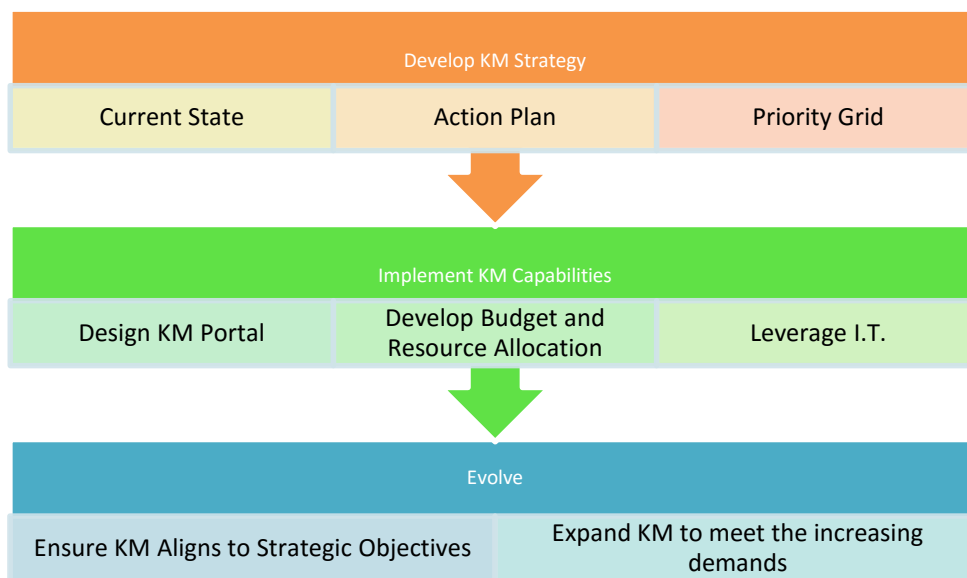 Develop KM Strategy
Current State
Action Plan
Priority Grid
Implement KM Capabilities
Design KM Portal
Develop Budget and
Resource Allocation
Leverage I.T.
Evolve
Ensure KM Aligns to Strategic Objectives
Expand KM to meet the increasing
demands